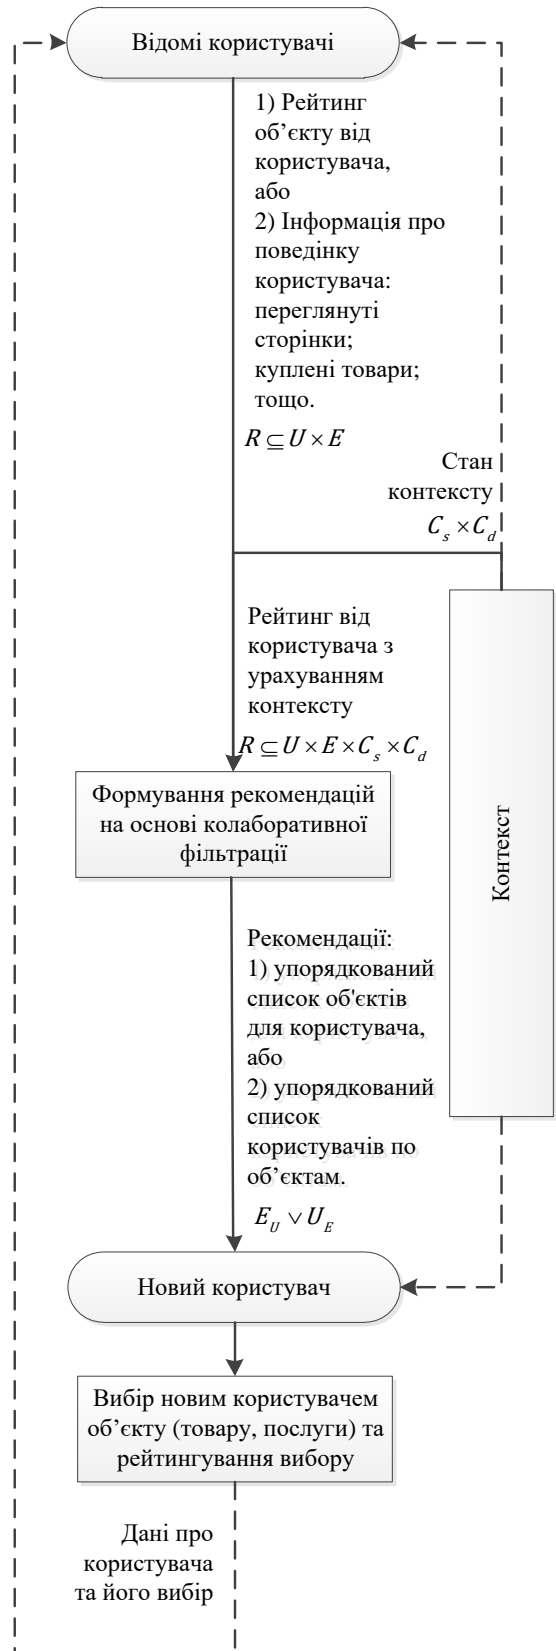 Відомі користувачі
1) Рейтинг
об’єкту від
користувача,
або
2) Інформація про
поведінку
користувача:
переглянуті
сторінки;
куплені товари;
тощо.
R ⊆ U × E
Стан
контексту
C_s × C_d
Рейтинг від
користувача з
урахуванням
контексту
R ⊆ U × E × C_s × C_d
Формування рекомендацій
на основі колаборативної
фільтрації
Контекст
Рекомендації:
1) упорядкований
список об'єктів
для користувача,
або
2) упорядкований
список
користувачів по
об’єктам.
E_U ∨ U_E
Новий користувач
Вибір новим користувачем
об’єкту (товару, послуги) та
рейтингування вибору
Дані про
користувача
та його вибір